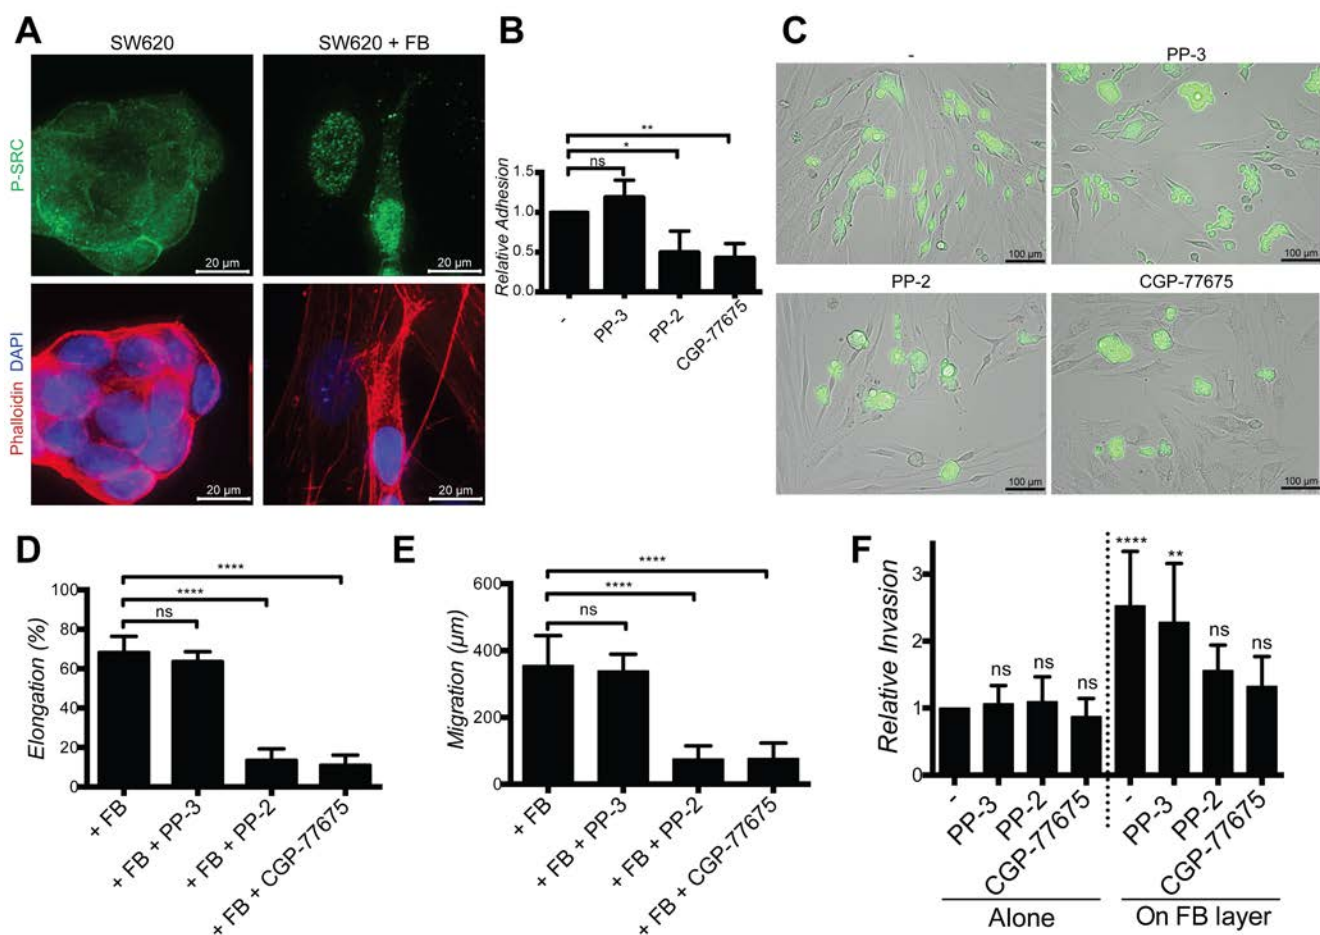 A
SW620
SW620 + FB
P-SRC
20 µm
20 µm
Phalloidin DAPI
20 µm
20 µm
B
**
*
ns
Relative Adhesion
1.5
1.0
0.5
0.0
-
PP-3
PP-2
CGP-77675
C
-
PP-3
100 µm
100 µm
PP-2
CGP-77675
100 µm
100 µm
D
****
****
ns
Elongation (%)
100
80
60
40
20
0
+ FB
+ FB + PP-3
+ FB + PP-2
+ FB + CGP-77675
E
****
****
ns
Migration (µm)
600
400
200
0
+ FB
+ FB + PP-3
+ FB + PP-2
+ FB + CGP-77675
F
Relative Invasion
3
2
1
0
ns
ns
ns
****
**
ns
ns
-
PP-3
PP-2
CGP-77675
-
PP-3
PP-2
CGP-77675
Alone
On FB layer